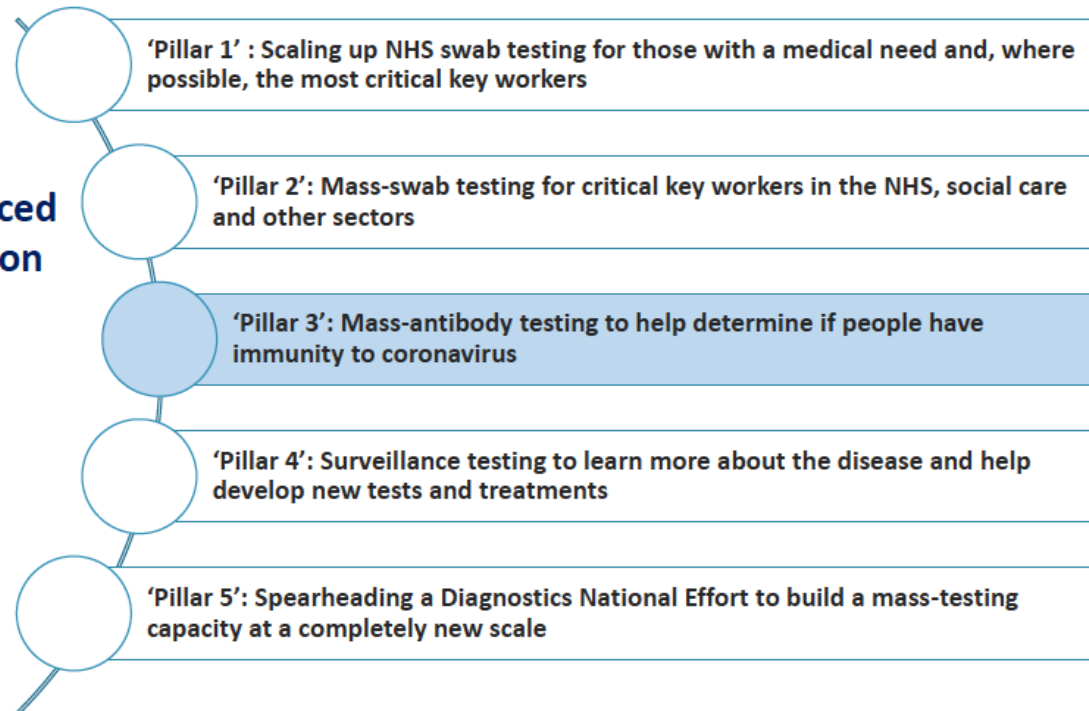 ‘Pillar 1’ : Scaling up NHS swab testing for those with a medical need and, where
possible, the most critical key workers
‘Pillar 2’: Mass-swab testing for critical key workers in the NHS, social care
and other sectors
ced
on
‘Pillar 3’: Mass-antibody testing to help determine if people have
immunity to coronavirus
‘Pillar 4’: Surveillance testing to learn more about the disease and help
develop new tests and treatments
‘Pillar 5’: Spearheading a Diagnostics National Effort to build a mass-testing
capacity at a completely new scale